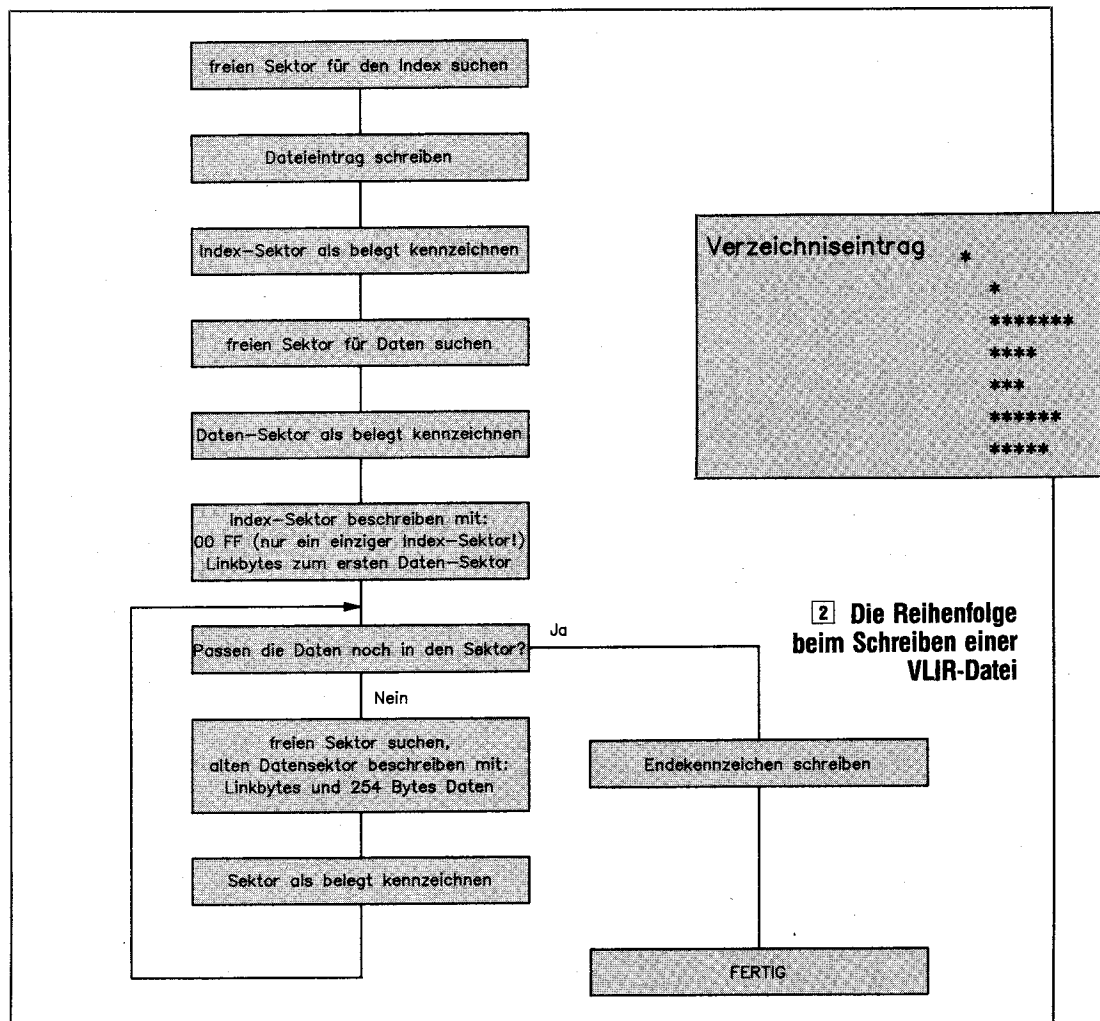 freien Sektor für den Index suchen
Dateieintrag schreiben
Index-Sektor als belegt kennzeichnen
freien Sektor für Daten suchen
Daten-Sektor als belegt kennzeichnen
Index-Sektor beschreiben mit:
00 FF (nur ein einziger Index-Sektor!)
Linkbytes zum ersten Daten-Sektor
Passen die Daten noch in den Sektor?
Ja
Nein
freien Sektor suchen,
alten Datensektor beschreiben mit:
Linkbytes und 254 Bytes Daten
Sektor als belegt kennzeichnen
Endekennzeichen schreiben
FERTIG
Verzeichniseintrag *
*
*******
****
***
******
*****
2 Die Reihenfolge
beim Schreiben einer
VLIR-Datei